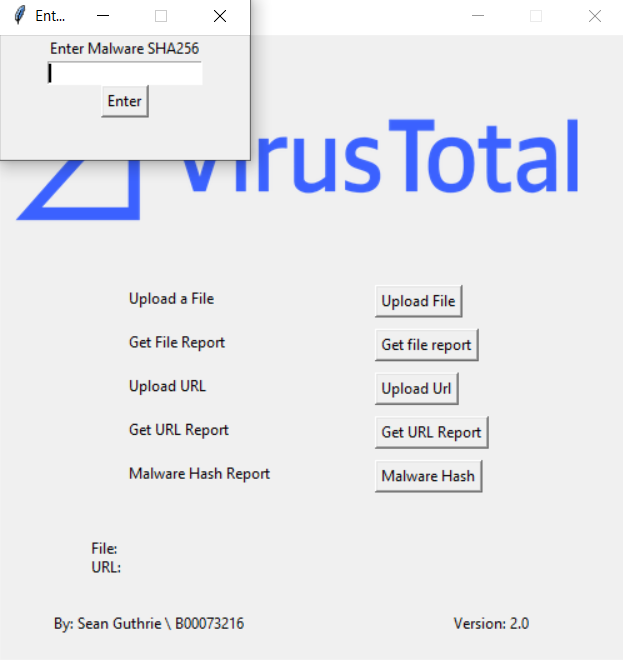 Ent...
Enter Malware SHA256
Enter
VirusTotal
Upload a File Upload File
Get File Report Get file report
Upload URL Upload Url
Get URL Report Get URL Report
Malware Hash Report Malware Hash
File:
URL:
By: Sean Guthrie \ B00073216 Version: 2.0